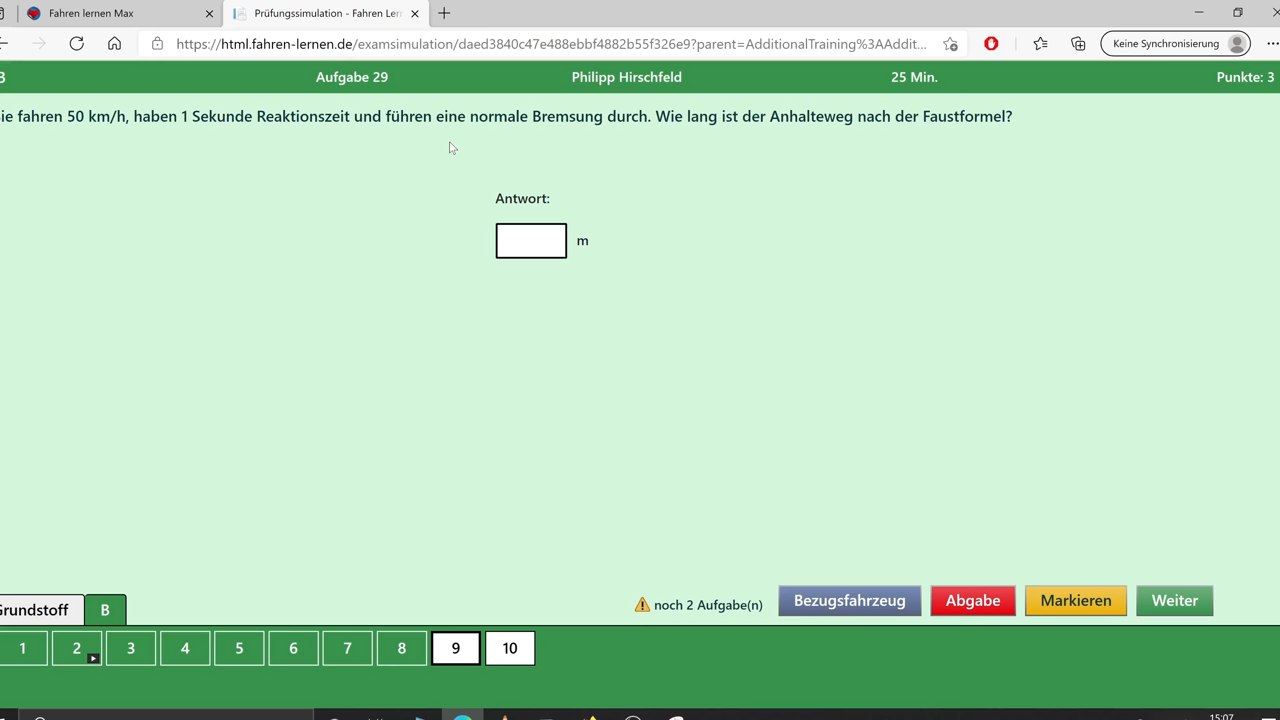 Fahren lernen Max
Prüfungssimulation - Fahren Ler
https://html.fahren-lernen.de/examsimulation/daed3840c47e488ebbf4882b55f326e9?parent=AdditionalTraining%3AAddit...
Keine Synchronisierung
3
Aufgabe 29
Philipp Hirschfeld
25 Min.
Punkte: 3
ie fahren 50 km/h, haben 1 Sekunde Reaktionszeit und führen eine normale Bremsung durch. Wie lang ist der Anhalteweg nach der Faustformel?
Antwort:
m
Grundstoff
B
noch 2 Aufgabe(n)
Bezugsfahrzeug
Abgabe
Markieren
Weiter
1 2 3 4 5 6 7 8 9 10
15:07